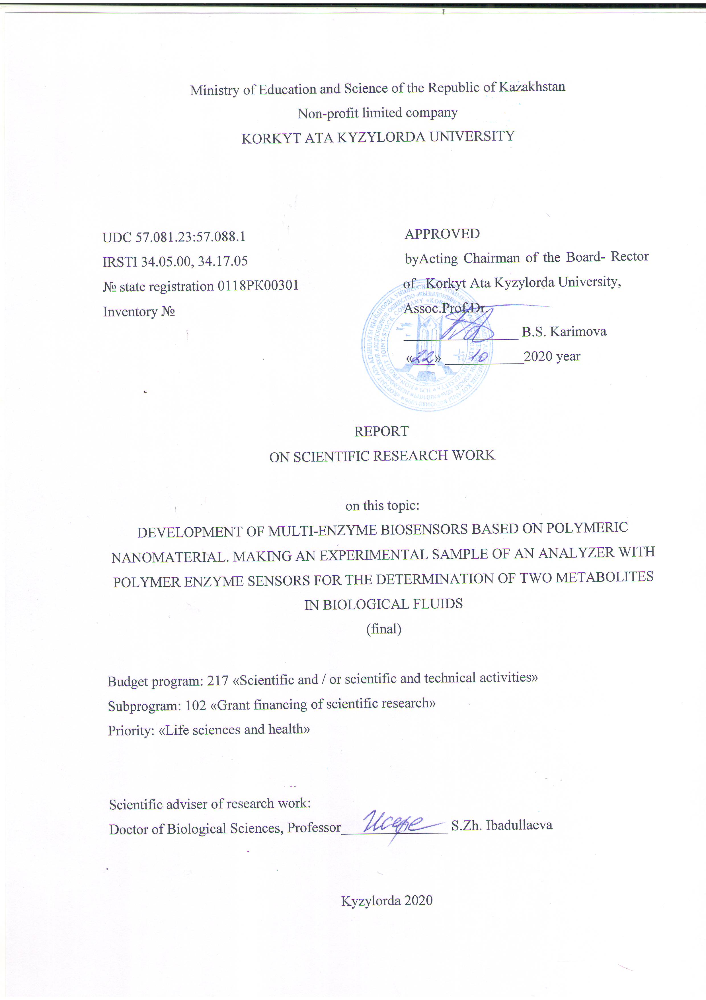 Ministry of Education and Science of the Republic of Kazakhstan
Non-profit limited company
KORKYT ATA KYZYLORDA UNIVERSITY
UDC 57.081.23:57.088.1
IRSTI 34.05.00, 34.17.05
№ state registration 0118РК00301
Inventory №
APPROVED
byActing Chairman of the Board- Rector
of Korkyt Ata Kyzylorda University,
Assoc.Prof.Dr.
B.S. Karimova
«22» 10 2020 year
REPORT
ON SCIENTIFIC RESEARCH WORK
on this topic:
DEVELOPMENT OF MULTI-ENZYME BIOSENSORS BASED ON POLYMERIC
NANOMATERIAL. MAKING AN EXPERIMENTAL SAMPLE OF AN ANALYZER WITH
POLYMER ENZYME SENSORS FOR THE DETERMINATION OF TWO METABOLITES
IN BIOLOGICAL FLUIDS
(final)
Budget program: 217 «Scientific and / or scientific and technical activities»
Subprogram: 102 «Grant financing of scientific research»
Priority: «Life sciences and health»
Scientific adviser of research work:
Doctor of Biological Sciences, Professor S.Zh. Ibadullaeva
Kyzylorda 2020